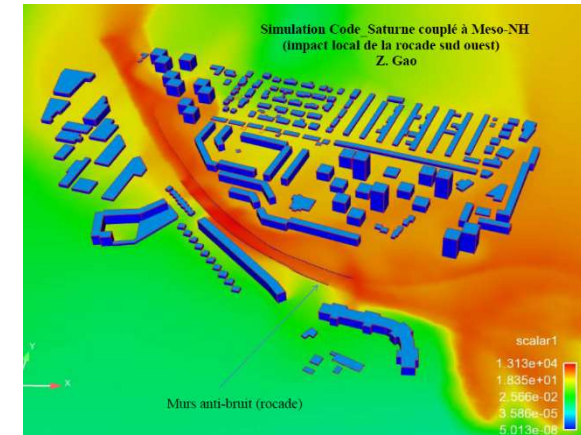 Simulation Code_Saturne couplé à Meso-NH
(impact local de la rocade sud ouest)
Z. Gao
Murs anti-bruit (rocade)
Y
X
scalar1
1.313e+04
1.835e+01
2.566e-02
3.586e-05
5.013e-08